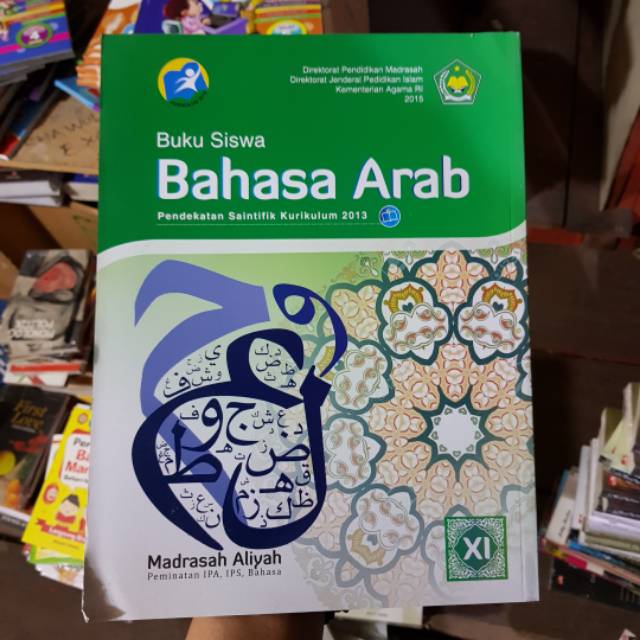 Direktorat Pendidikan Madrasah
Direktorat Jenderal Pedidikan Islam
Kementerian Agama RI
2015
Buku Siswa
Bahasa Arab
Pendekatan Saintifik Kurikulum 2013
Madrasah Aliyah
Peminatan IPA, IPS, Bahasa
XI